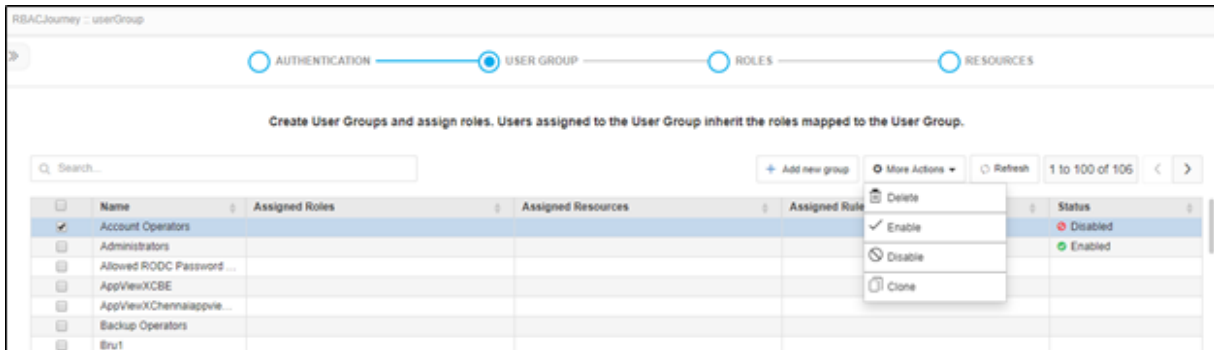 RBACJourney :: userGroup
AUTHENTICATION USER GROUP ROLES RESOURCES
Create User Groups and assign roles. Users assigned to the User Group inherit the roles mapped to the User Group.
Search... Add new group More Actions Refresh 1 to 100 of 106
Name Assigned Roles Assigned Resources Assigned Rule Status
Delete
Account Operators Disabled
Enable
Administrators Enabled
Allowed RODC Password ...
Disable
AppViewXCBE
Clone
AppViewXChennaiappvie...
Backup Operators
Bru1